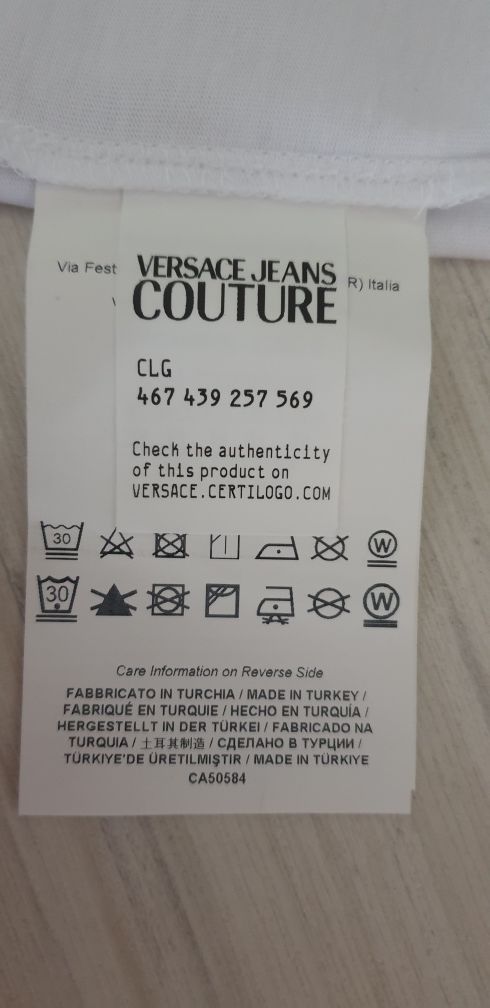 Via Fest
R) Italia
VERSACE JEANS
COUTURE
CLG
467 439 257 569
Check the authenticity
of this product on
VERSACE.CERTILOGO.COM
30
W
30
W
Care Information on Reverse Side
FABBRICATO IN TURCHIA / MADE IN TURKEY /
FABRIQUÉ EN TURQUIE / HECHO EN TURQUÍA /
HERGESTELLT IN DER TÜRKEI / FABRICADO NA
TURQUIA / 土耳其制造 / СДЕЛАНО В ТУРЦИИ /
TÜRKİYE'DE ÜRETİLMİŞTİR / MADE IN TÜRKIYE
CA50584